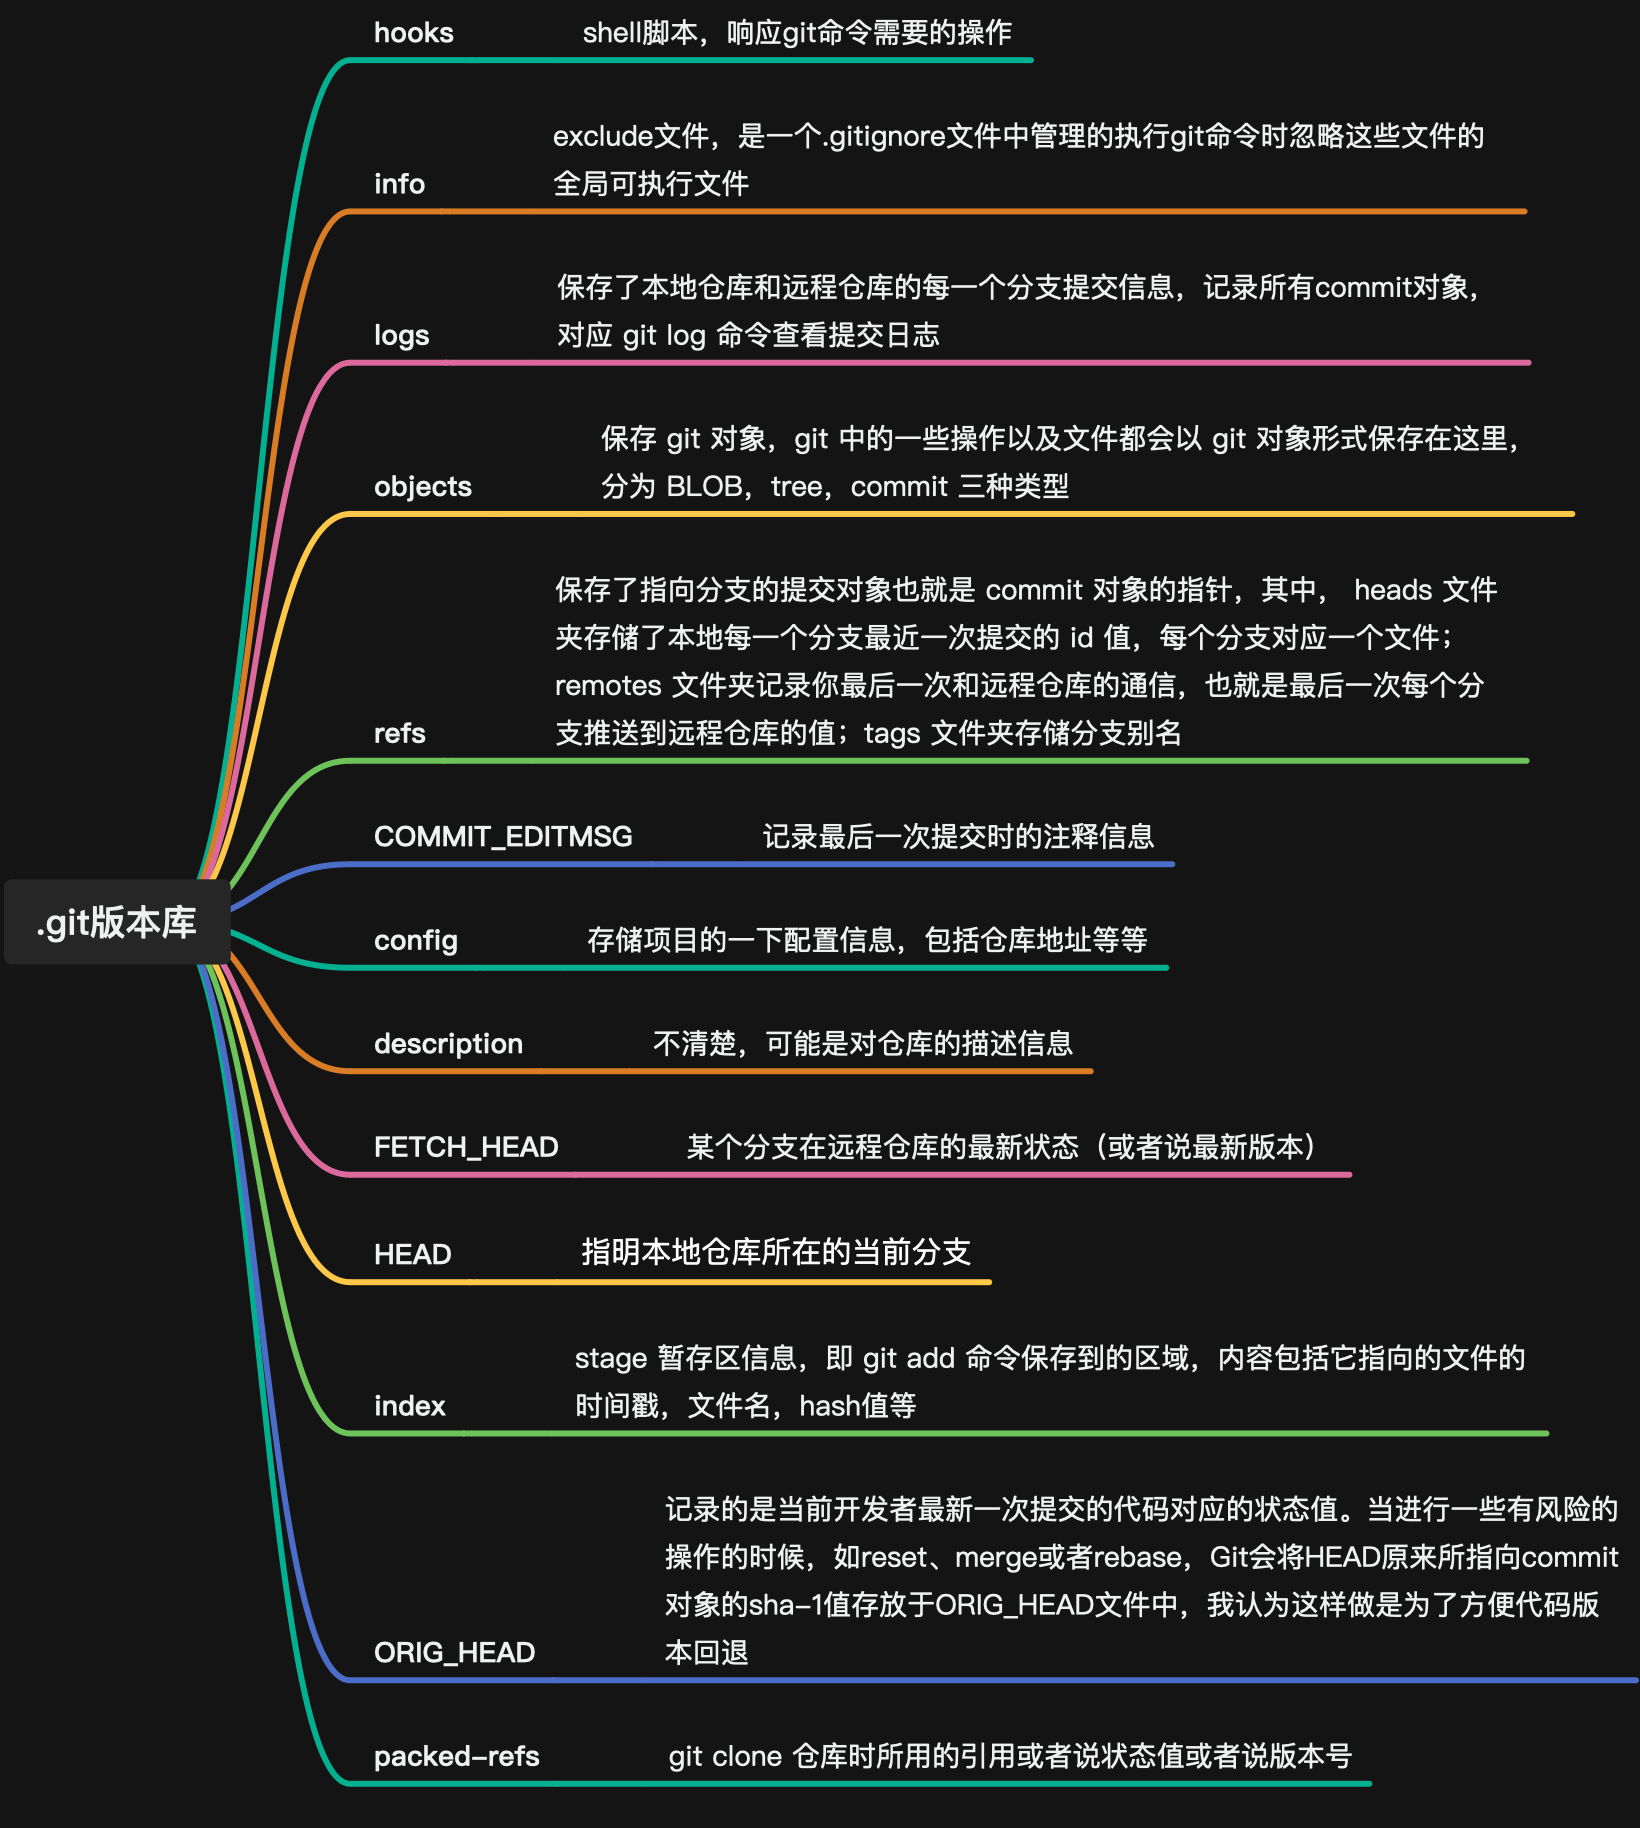 hooks shell脚本，响应git命令需要的操作
exclude文件，是一个.gitignore文件中管理的执行git命令时忽略这些文件的
info 全局可执行文件
保存了本地仓库和远程仓库的每一个分支提交信息，记录所有commit对象，
logs 对应 git log 命令查看提交日志
保存 git 对象，git 中的一些操作以及文件都会以 git 对象形式保存在这里，
objects 分为 BLOB，tree，commit 三种类型
保存了指向分支的提交对象也就是 commit 对象的指针，其中， heads 文件
夹存储了本地每一个分支最近一次提交的 id 值，每个分支对应一个文件；
remotes 文件夹记录你最后一次和远程仓库的通信，也就是最后一次每个分
refs 支推送到远程仓库的值；tags 文件夹存储分支别名
COMMIT_EDITMSG 记录最后一次提交时的注释信息
.git版本库
config 存储项目的一下配置信息，包括仓库地址等等
description 不清楚，可能是对仓库的描述信息
FETCH_HEAD 某个分支在远程仓库的最新状态（或者说最新版本）
HEAD 指明本地仓库所在的当前分支
stage 暂存区信息，即 git add 命令保存到的区域，内容包括它指向的文件的
index 时间戳，文件名，hash值等
记录的是当前开发者最新一次提交的代码对应的状态值。当进行一些有风险的
操作的时候，如reset、merge或者rebase，Git会将HEAD原来所指向commit
对象的sha-1值存放于ORIG_HEAD文件中，我认为这样做是为了方便代码版
ORIG_HEAD 本回退
packed-refs git clone 仓库时所用的引用或者说状态值或者说版本号